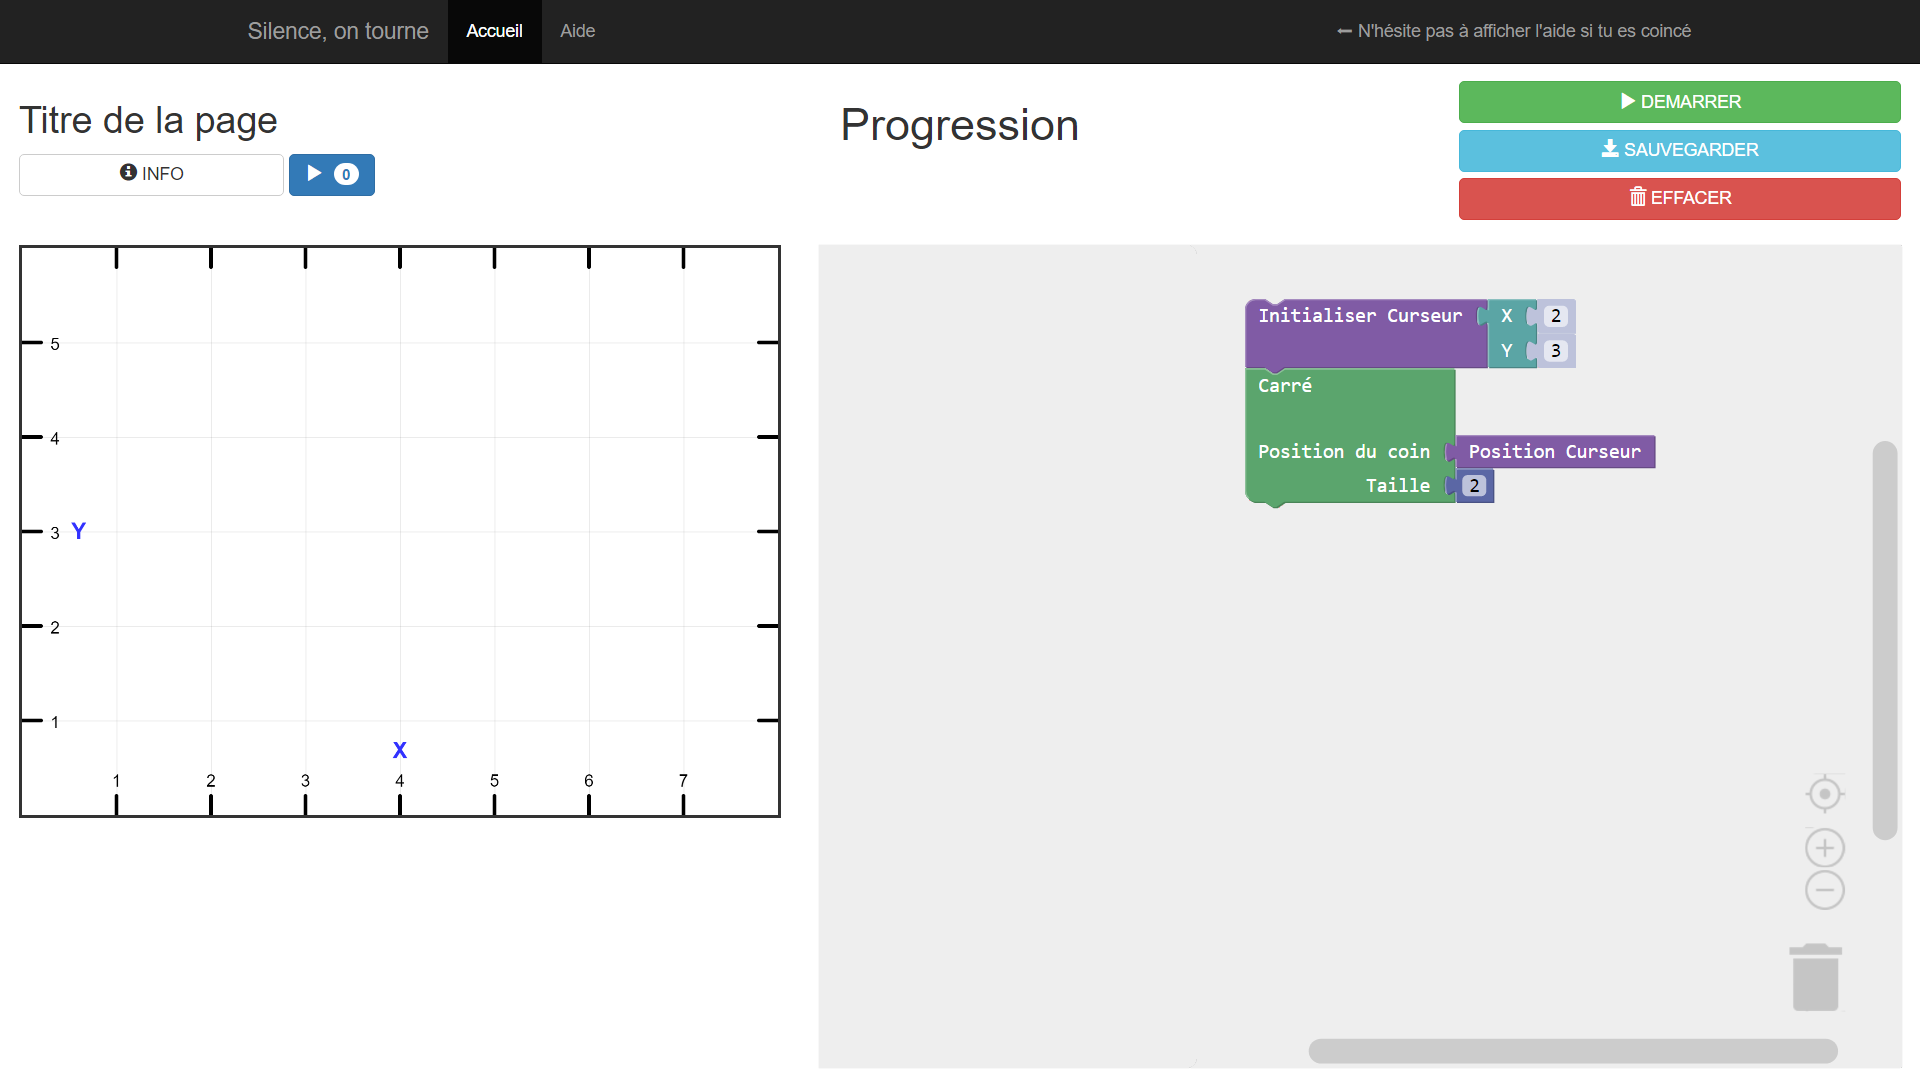 Silence, on tourne
Accueil
Aide
N'hésite pas à afficher l'aide si tu es coincé
Titre de la page
INFO
0
Progression
DEMARRER
SAUVEGARDER
EFFACER
5
4
3 Y
2
1
X
1 2 3 4 5 6 7
Initialiser Curseur X 2
Y 3
Carré
Position du coin Position Curseur
Taille 2